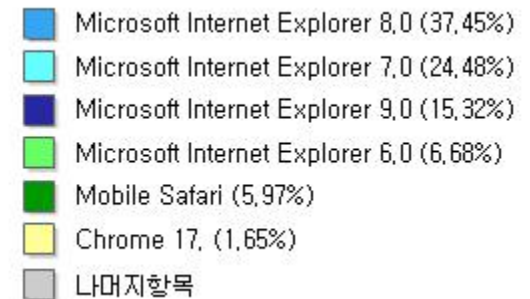 Microsoft Internet Explorer 8,0 (37,45%)
Microsoft Internet Explorer 7,0 (24,48%)
Microsoft Internet Explorer 9,0 (15,32%)
Microsoft Internet Explorer 6,0 (6,68%)
Mobile Safari (5,97%)
Chrome 17, (1,65%)
나머지항목